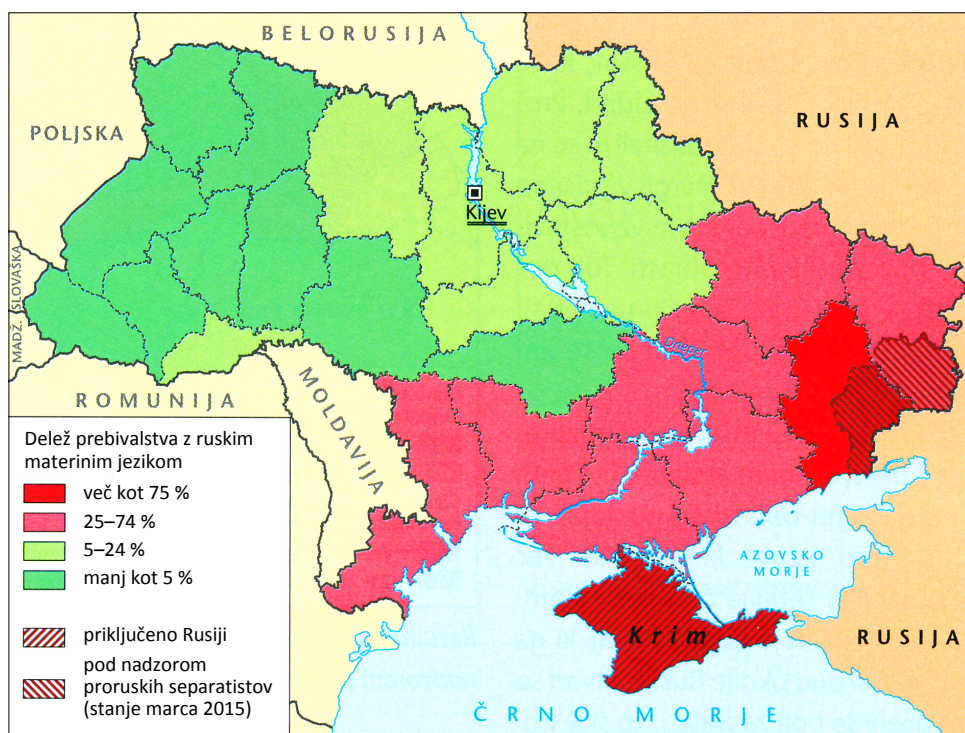 BELORUSIJA
POLJSKA
RUSIJA
Kijev
SLOVAŠKA
MADŽ.
Dneper
ROMUNIJA
MOLDAVIJA
Delež prebivalstva z ruskim
materinim jezikom
več kot 75 %
25–74 %
5–24 %
manj kot 5 %
priključeno Rusiji
pod nadzorom
proruskih separatistov
(stanje marca 2015)
AZOVSKO
MORJE
Krim
RUSIJA
ČRNO MORJE